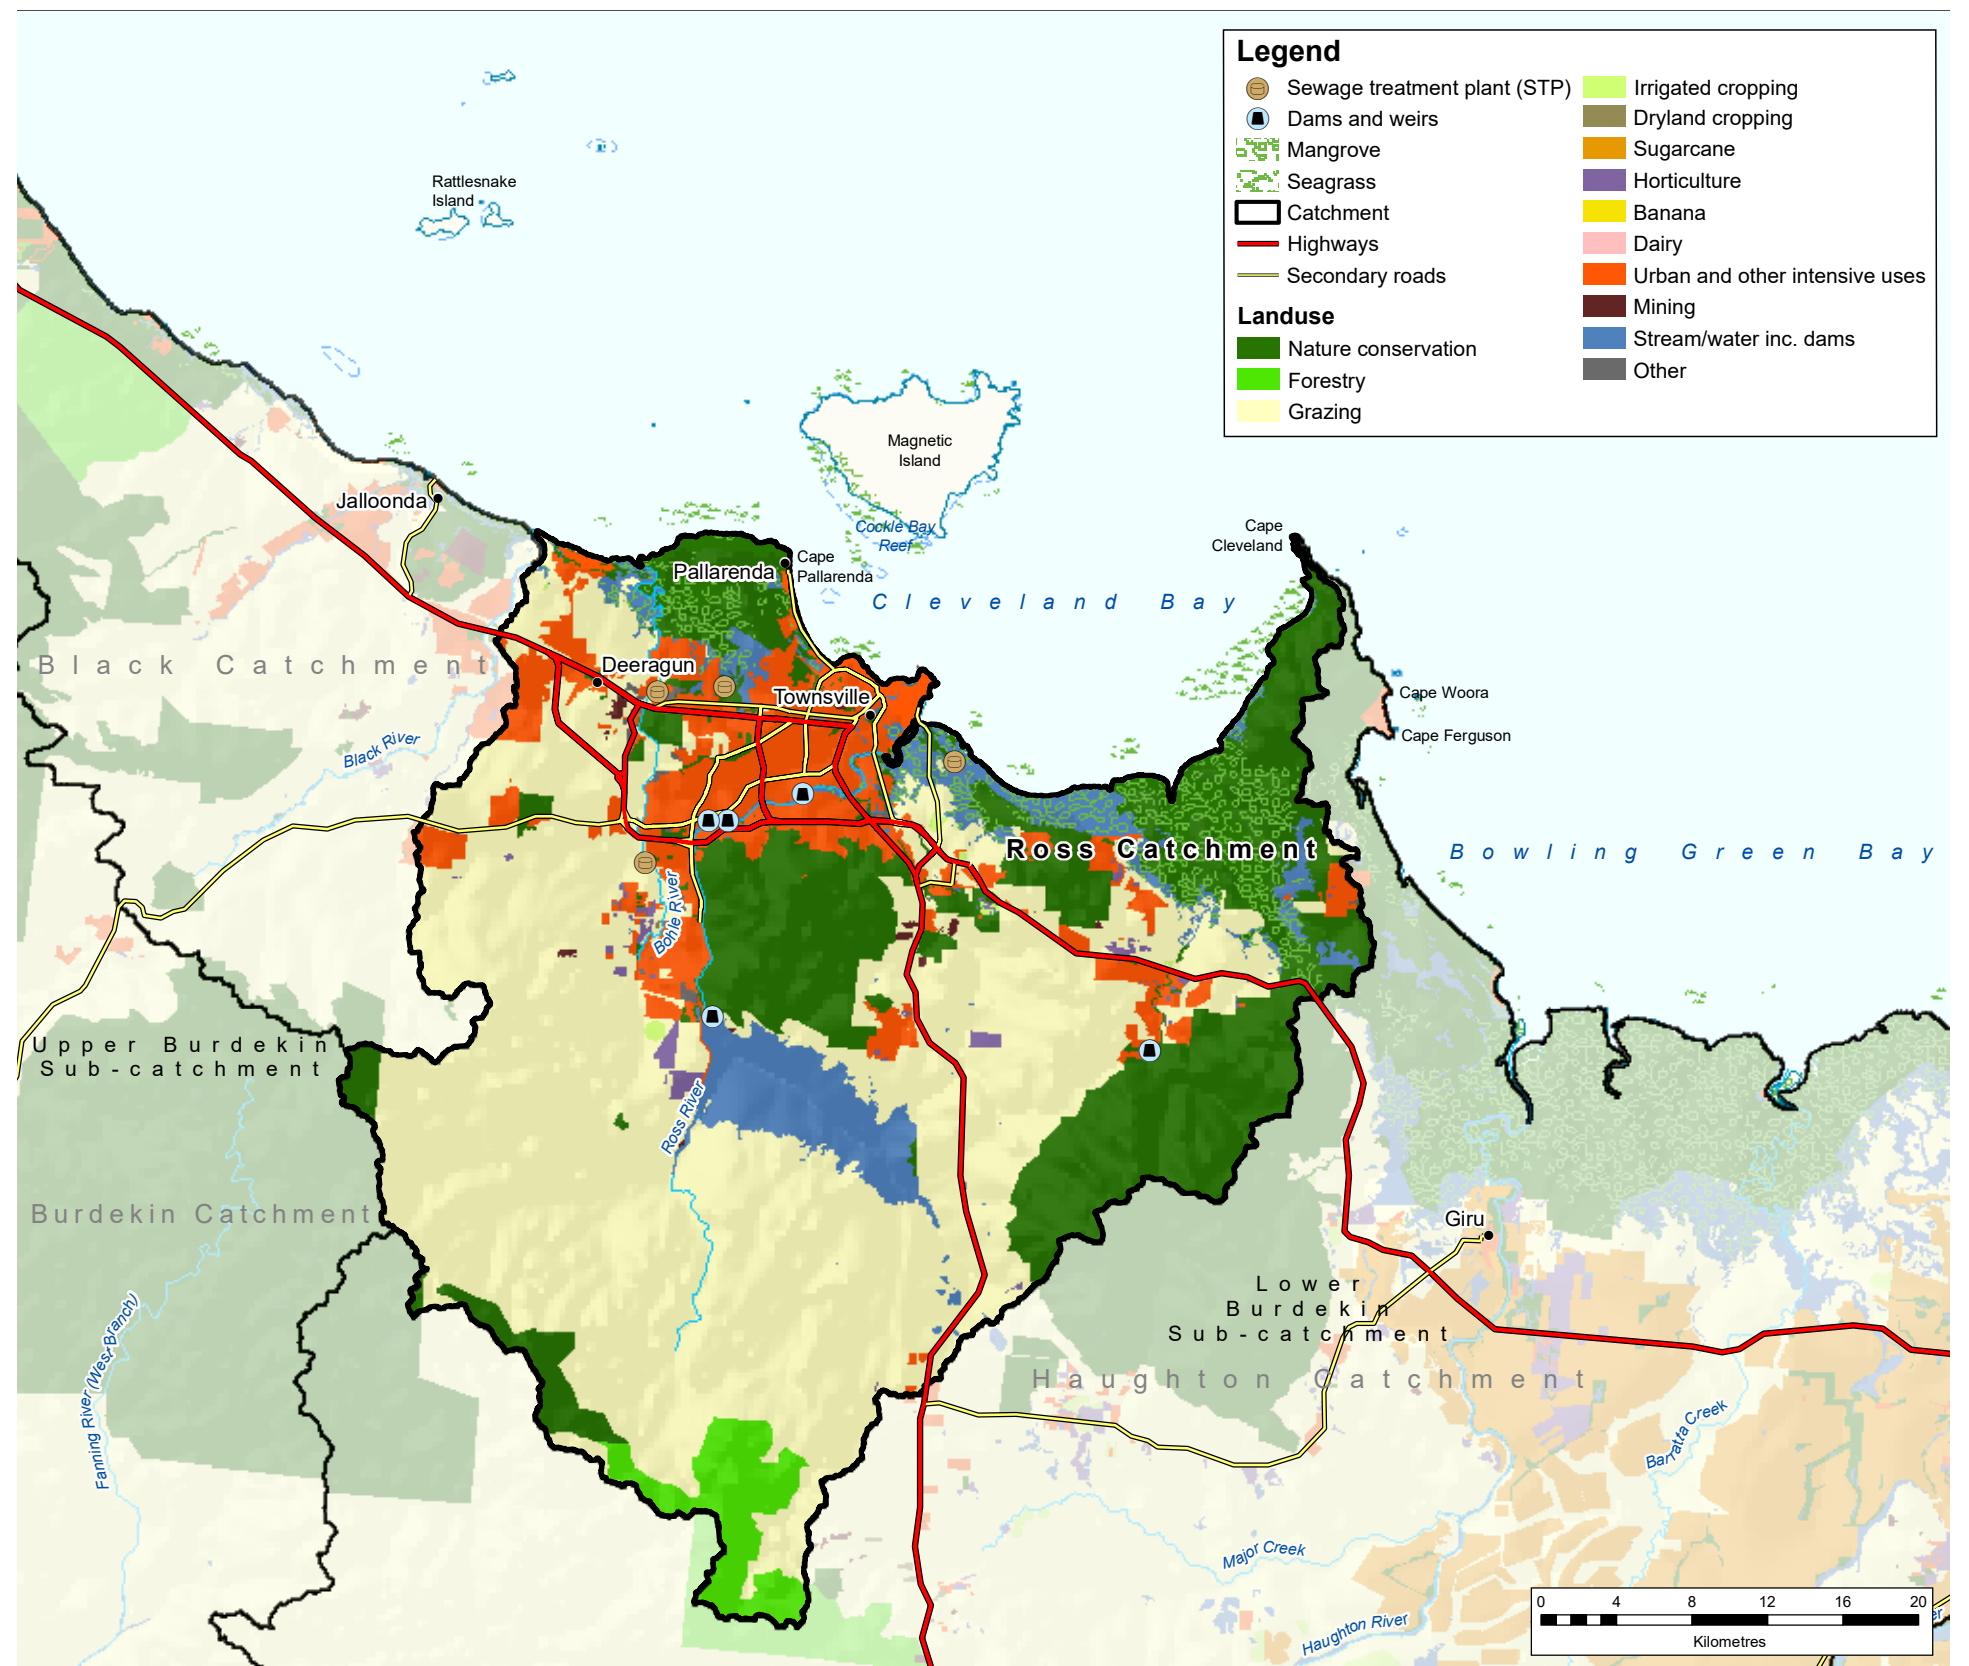 Legend
Sewage treatment plant (STP)
Dams and weirs
Mangrove
Seagrass
Catchment
Highways
Secondary roads
Landuse
Nature conservation
Forestry
Grazing
Irrigated cropping
Dryland cropping
Sugarcane
Horticulture
Banana
Dairy
Urban and other intensive uses
Mining
Stream/water inc. dams
Other
Rattlesnake
Island
Magnetic
Island
Cockle Bay
Reef
Jalloonda
Cape
Cleveland
Pallarenda
Cape
Pallarenda
Cleveland Bay
Black Catchment
Deeragun
Townsville
Cape Woora
Cape Ferguson
Black River
Ross Catchment
Bowling Green Bay
Bohle River
Upper Burdekin
Sub-catchment
Ross River
Burdekin Catchment
Giru
Lower
Burdekin
Sub-catchment
Haughton Catchment
Fanning River (West Branch)
Barratta Creek
Major Creek
Haughton River
0 4 8 12 16 20
Kilometres